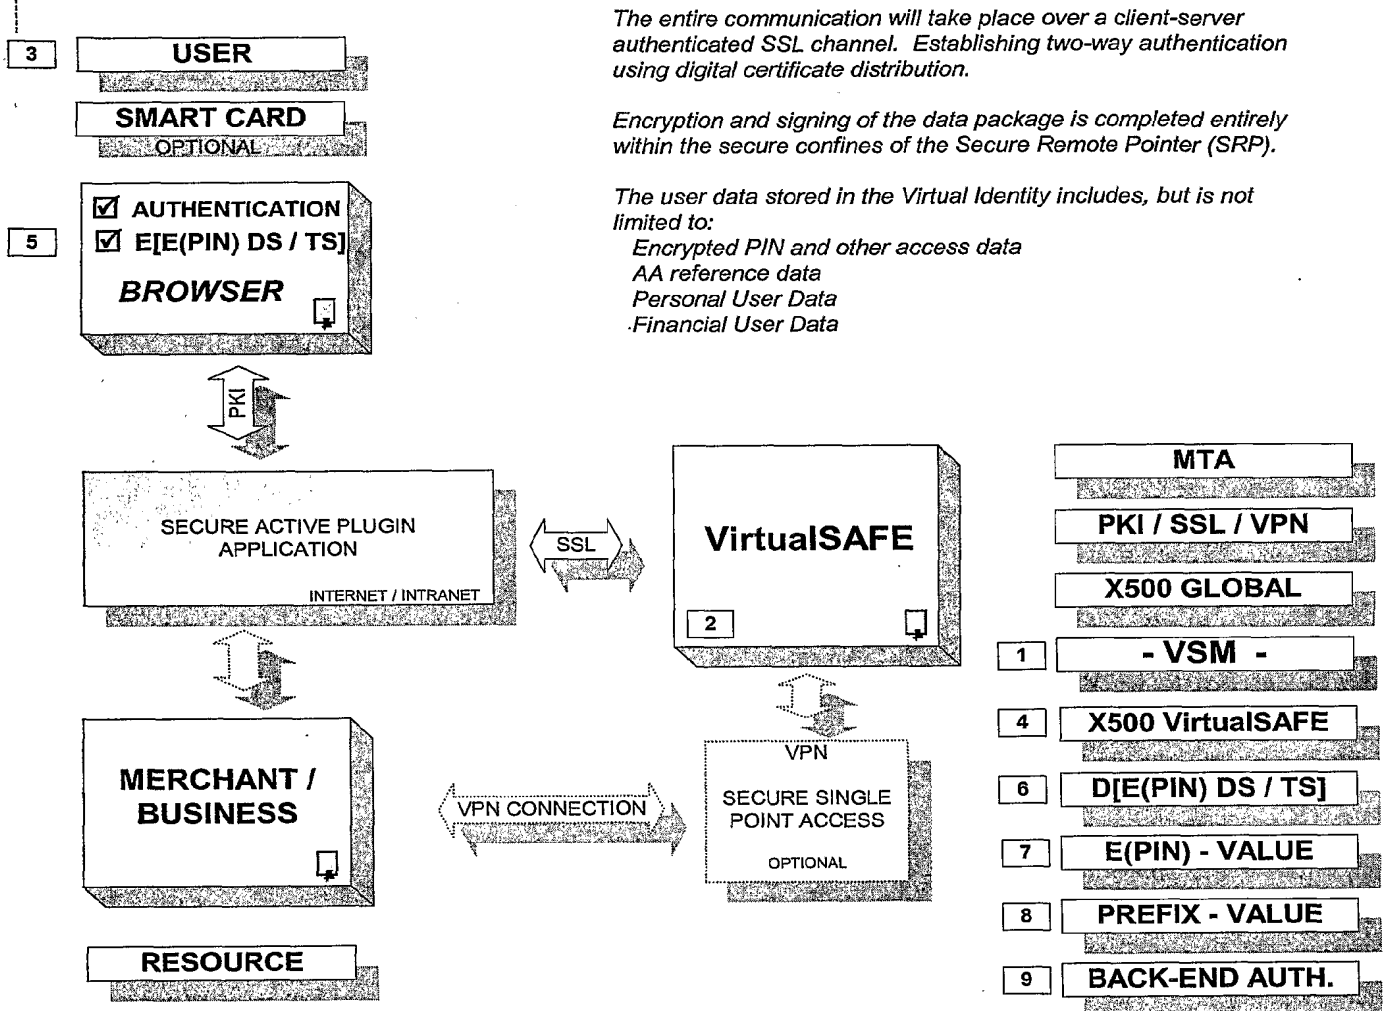 The entire communication will take place over a client-server
authenticated SSL channel. Establishing two-way authentication
using digital certificate distribution.
Encryption and signing of the data package is completed entirely
within the secure confines of the Secure Remote Pointer (SRP).
The user data stored in the Virtual Identity includes, but is not
limited to:
Encrypted PIN and other access data
AA reference data
Personal User Data
Financial User Data
3
USER
SMART CARD
OPTIONAL
5
AUTHENTICATION
E[E(PIN) DS / TS]
BROWSER
PKI
SECURE ACTIVE PLUGIN
APPLICATION
INTERNET / INTRANET
SSL
VirtualSAFE
2
MERCHANT /
BUSINESS
VPN CONNECTION
VPN
SECURE SINGLE
POINT ACCESS
OPTIONAL
RESOURCE
MTA
PKI / SSL / VPN
X500 GLOBAL
1
- VSM -
4
X500 VirtualSAFE
6
D[E(PIN) DS / TS]
7
E(PIN) - VALUE
8
PREFIX - VALUE
9
BACK-END AUTH.